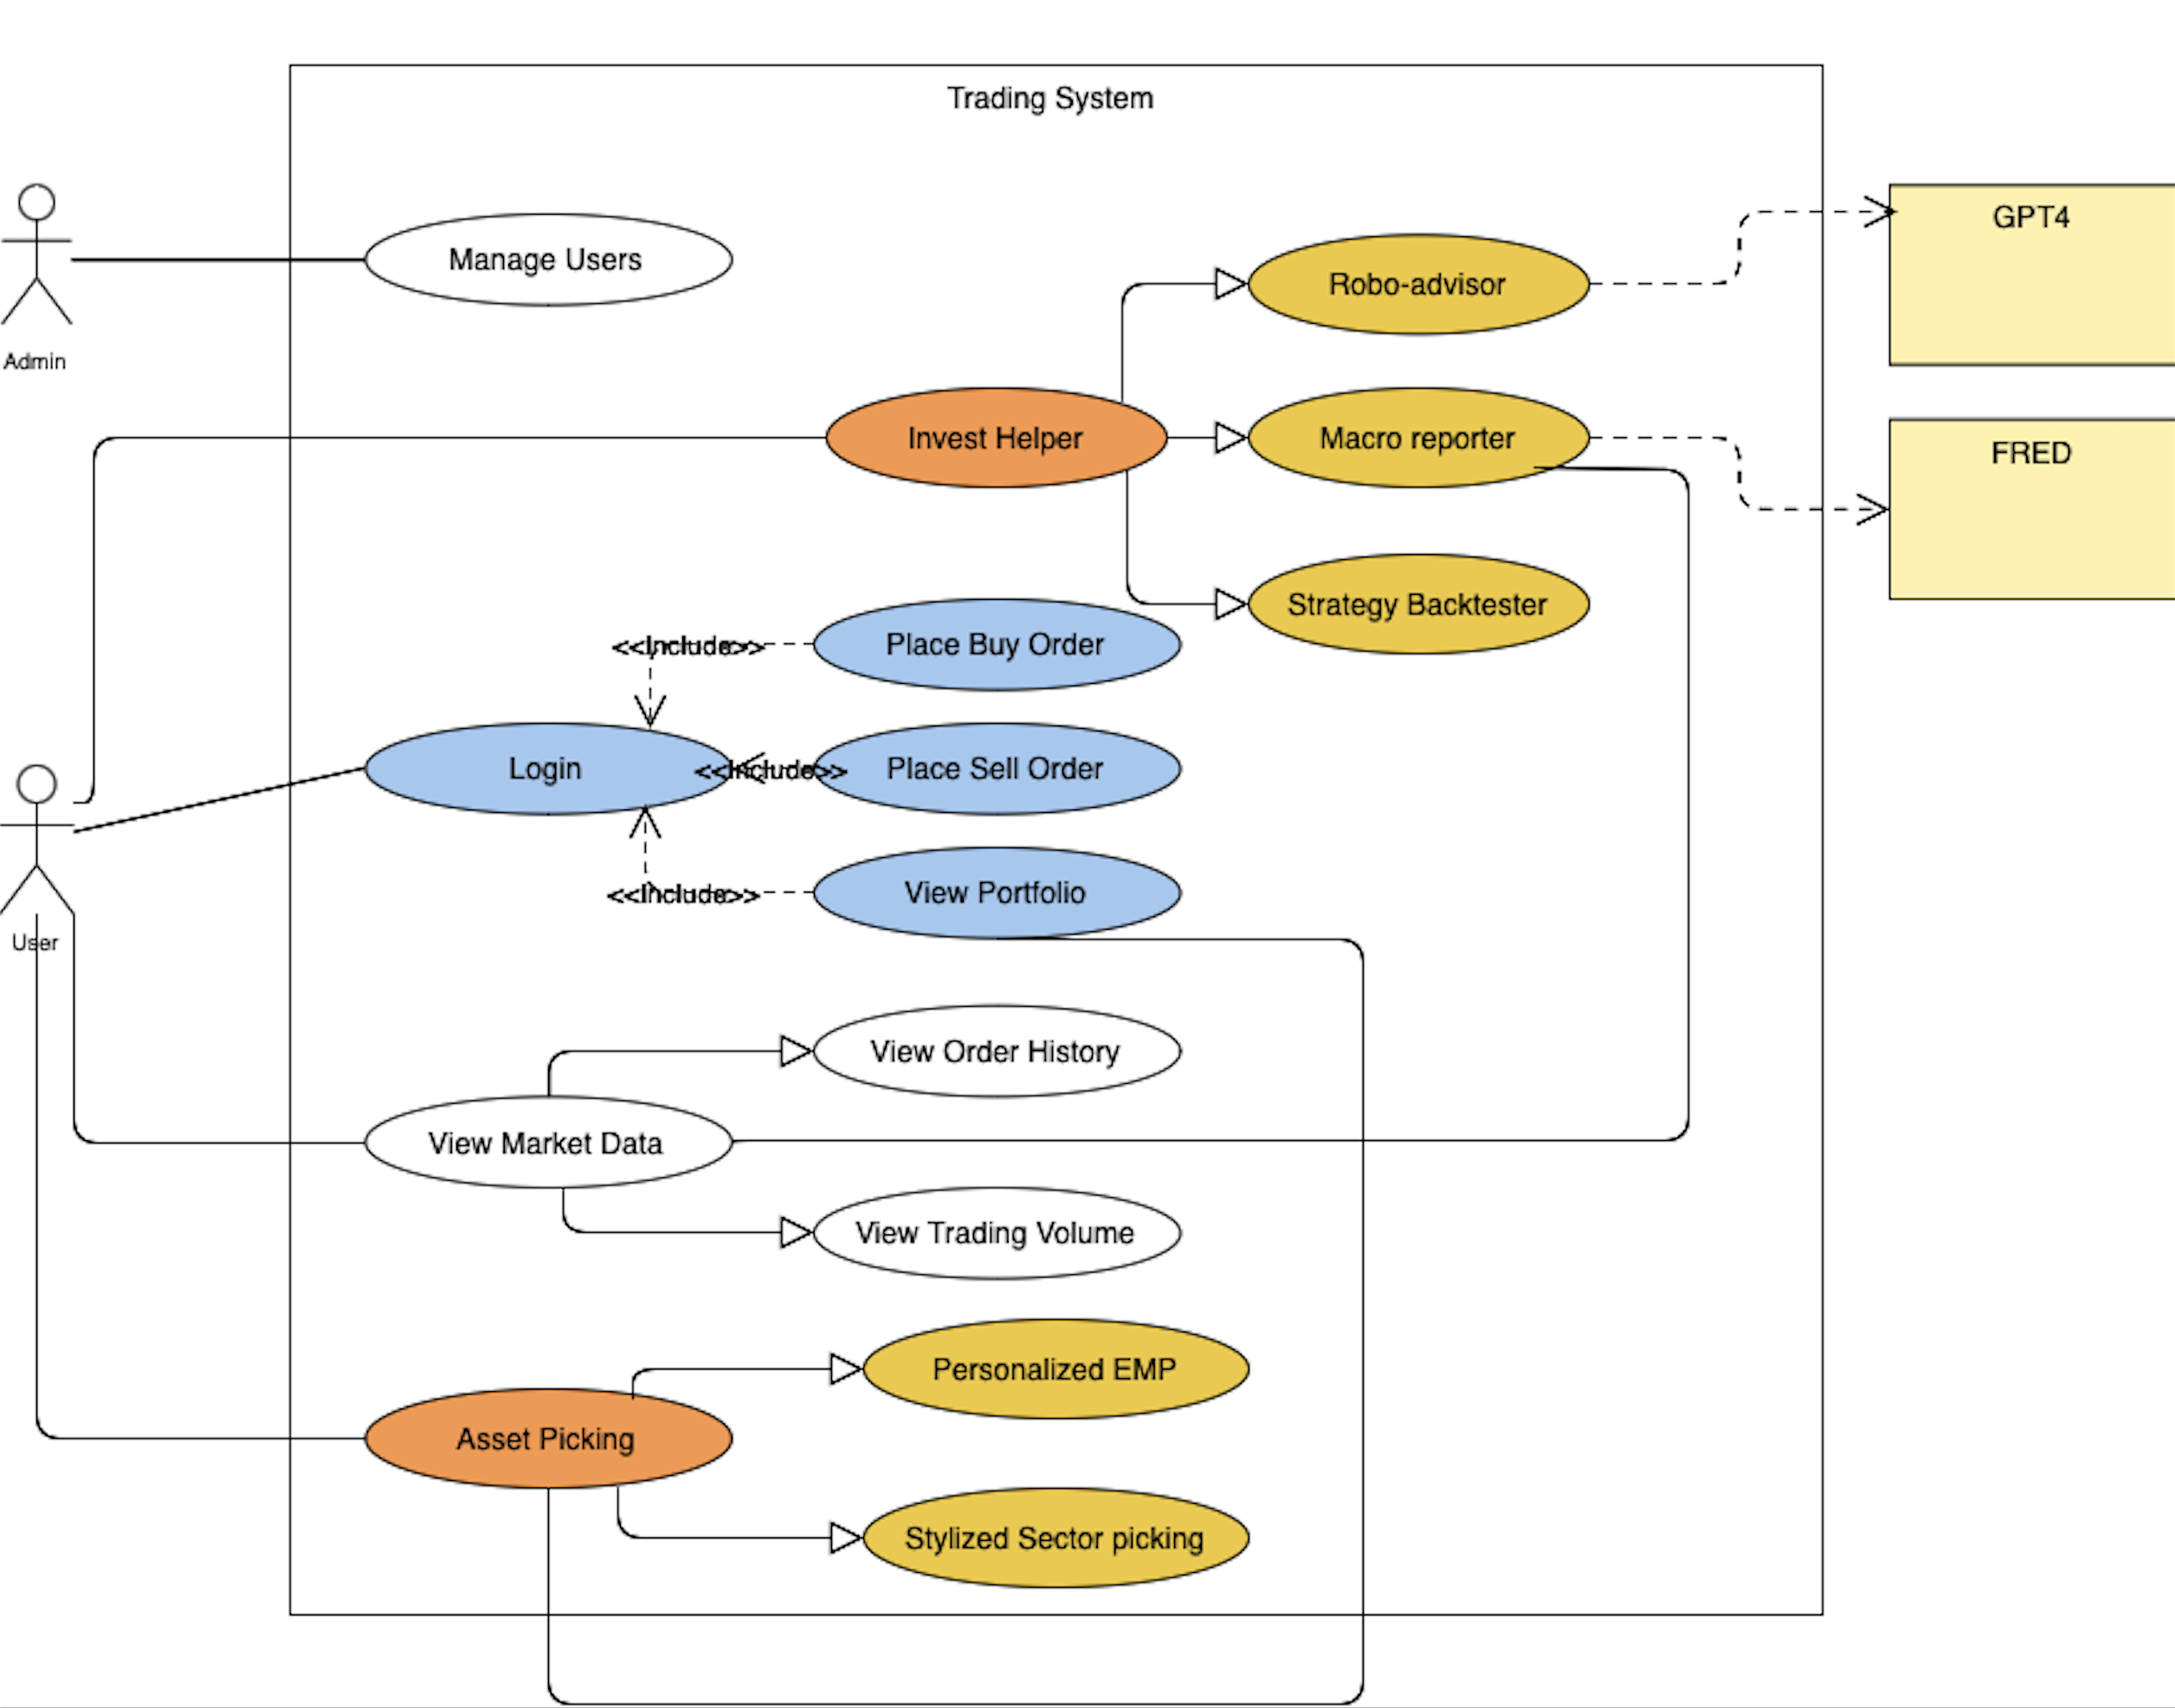 Trading System
Manage Users
Admin
Robo-advisor
GPT4
Invest Helper
Macro reporter
FRED
Strategy Backtester
<<Include>>
Place Buy Order
Login
<<Include>>
Place Sell Order
<<Include>>
View Portfolio
User
View Order History
View Market Data
View Trading Volume
Personalized EMP
Asset Picking
Stylized Sector picking